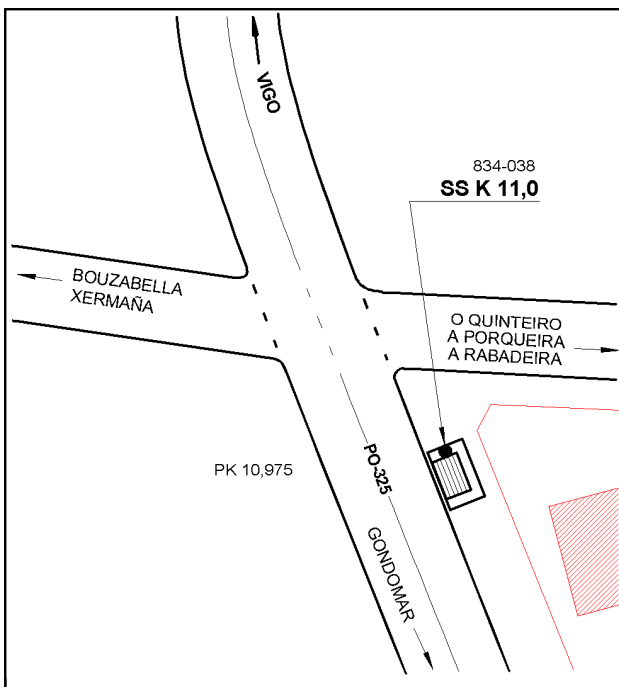 VIGO
834-038
SS K 11,0
BOUZABELLA
XERMAÑA
O QUINTEIRO
A PORQUEIRA
A RABADEIRA
PK 10,975
PO-325
GONDOMAR